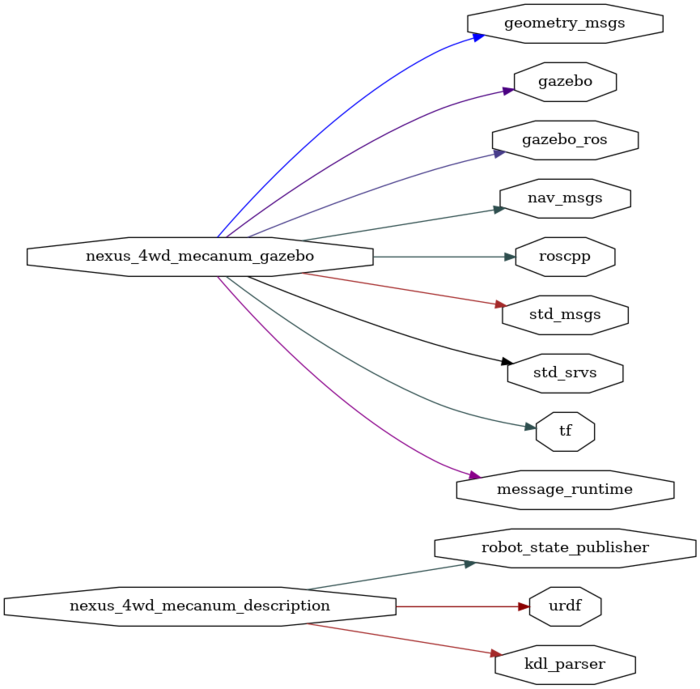 geometry_msgs
gazebo
gazebo_ros
nav_msgs
nexus_4wd_mecanum_gazebo
roscpp
std_msgs
std_srvs
tf
message_runtime
robot_state_publisher
nexus_4wd_mecanum_description
urdf
kdl_parser